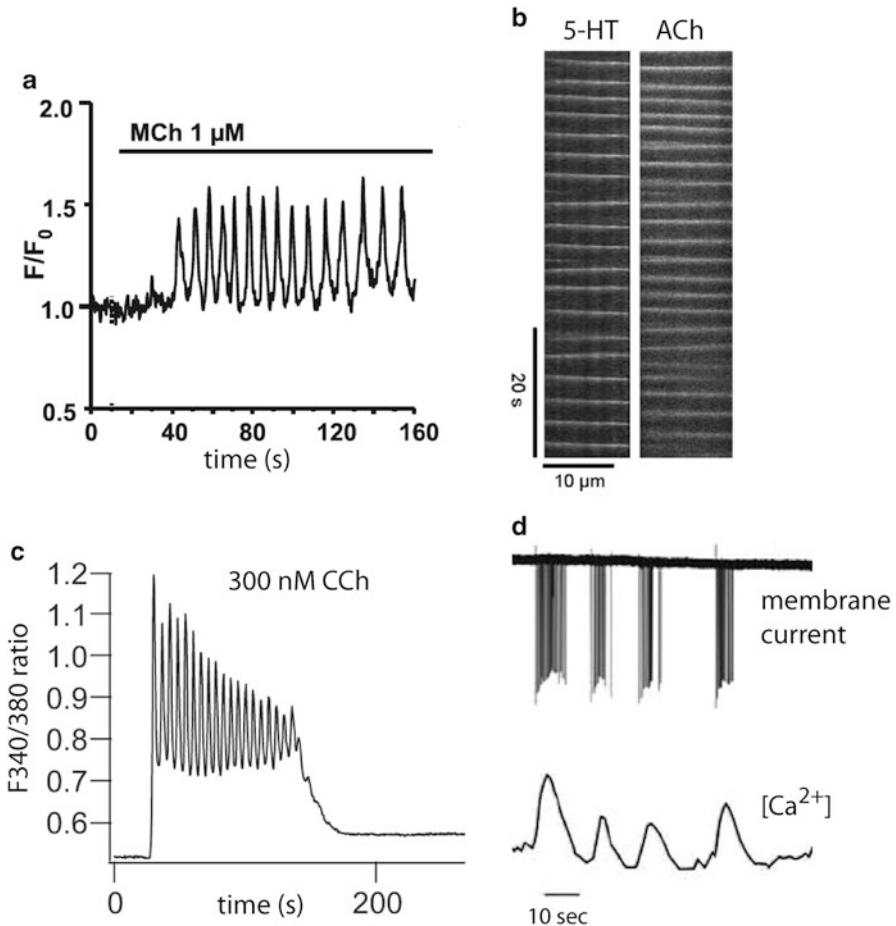 a
2.0
1.5
1.0
0.5
F/F0
MCh 1 µM
0 40 80 120 160
time (s)
b
5-HT ACh
20 s
10 µm
c
300 nM CCh
1.2
1.1
1.0
0.9
0.8
0.7
0.6
F340/380 ratio
0 200
time (s)
d
membrane
current
[Ca2+]
10 sec